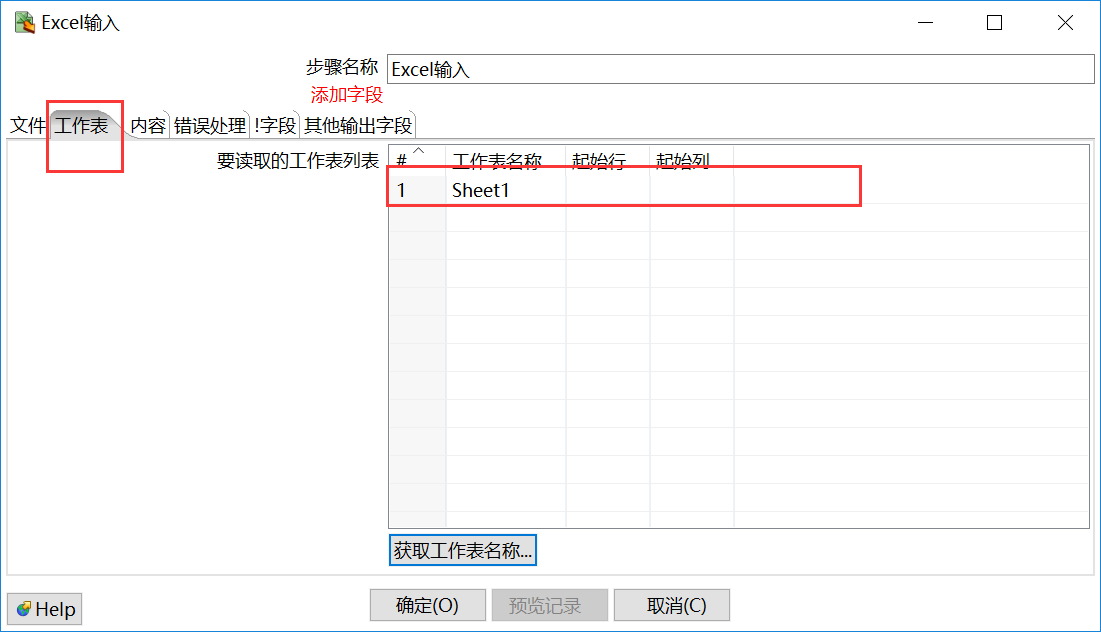 Excel输入
步骤名称 Excel输入
添加字段
文件 工作表 内容 错误处理 !字段 其他输出字段
要读取的工作表列表 # 工作表名称 起始行 起始列
1 Sheet1
获取工作表名称...
Help 确定(O) 预览记录 取消(C)